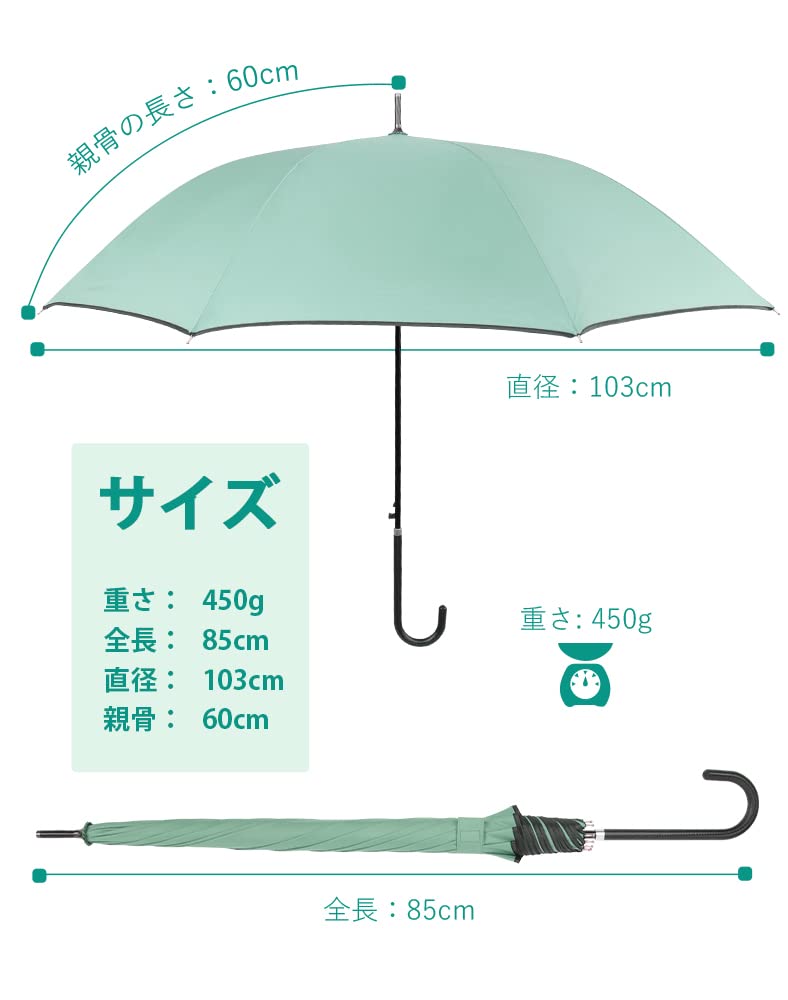 親骨の長さ：60cm
直径：103cm
サイズ
重さ： 450g
全長： 85cm
直径： 103cm
親骨： 60cm
重さ: 450g
全長：85cm